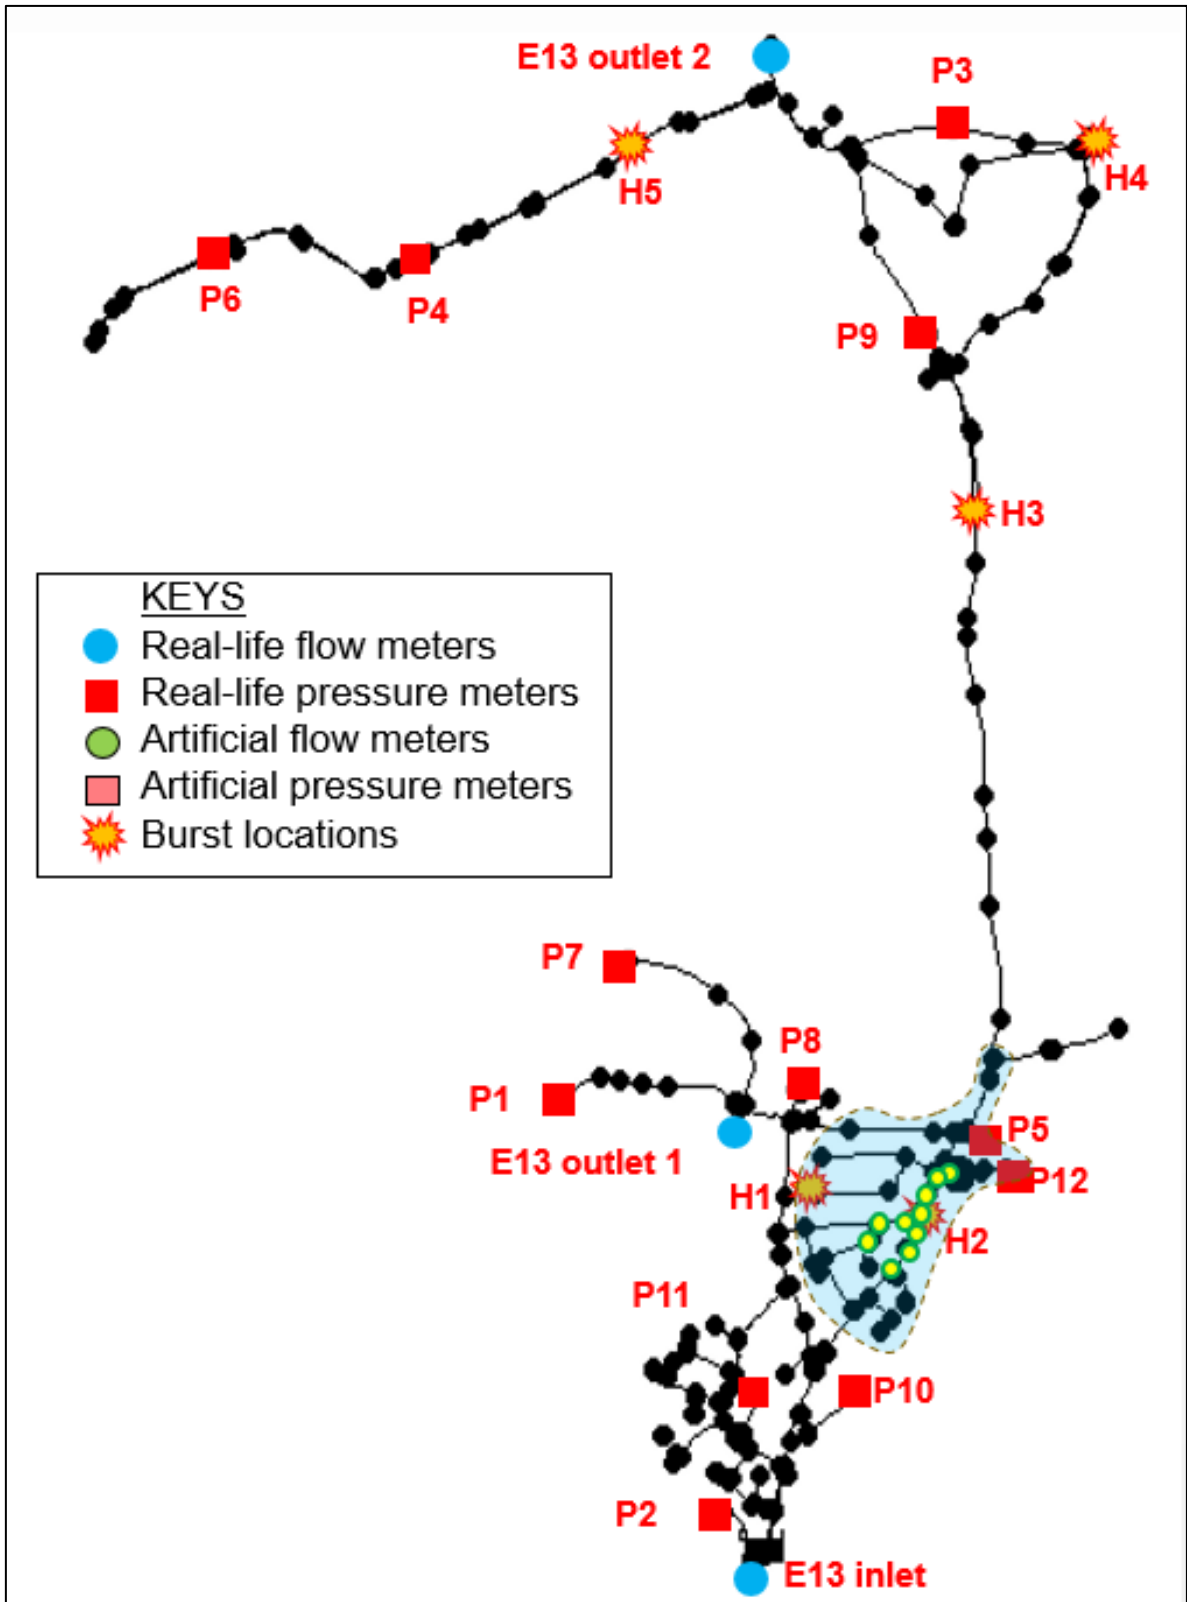 E13 outlet 2
P3
H4
H5
P6
P4
P9
H3
KEYS
Real-life flow meters
Real-life pressure meters
Artificial flow meters
Artificial pressure meters
Burst locations
P7
P8
P1
P5
E13 outlet 1
P12
H1
H2
P11
P10
P2
E13 inlet